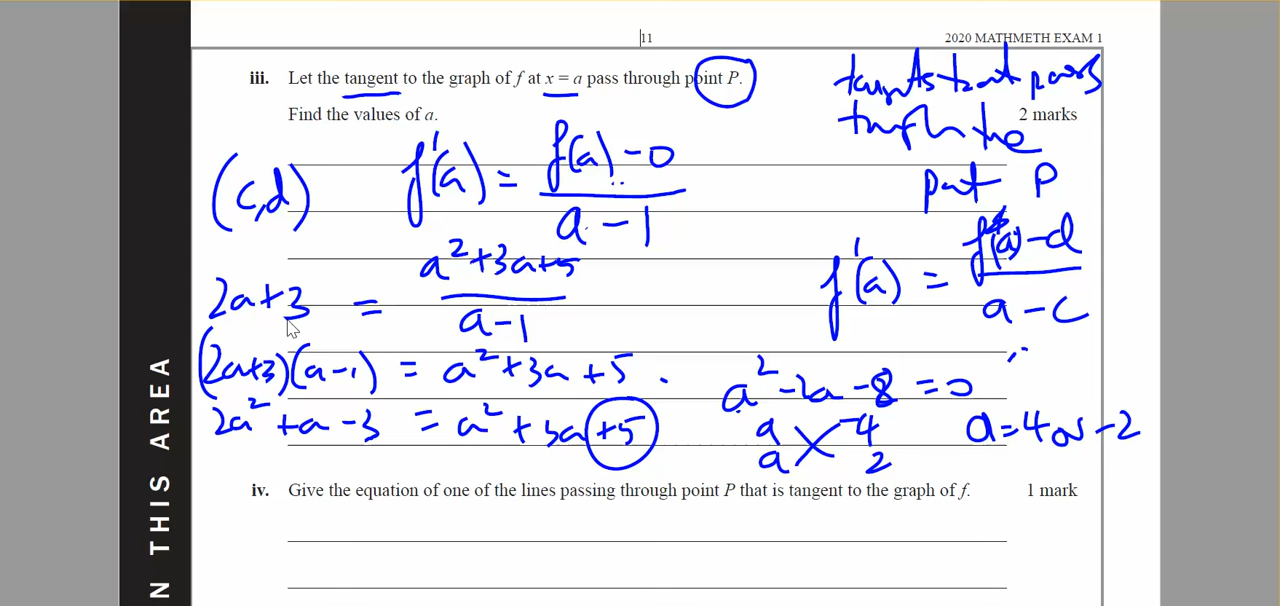 11
2020 MATHMETH EXAM 1
iii. Let the tangent to the graph of f at x = a pass through point P.
Find the values of a.
2 marks
tangents that pass
through the
point P
(c,d)
f'(a) = f(a) - 0 / a - 1
f'(a) = f(a) - d / a - c
2a+3 = a²+3a+5 / a-1
(2a+3)(a-1) = a²+3a+5.
2a²+a-3 = a²+3a+5
a²-2a-8=0
a -4
a 2
a=4 or -2
iv. Give the equation of one of the lines passing through point P that is tangent to the graph of f.
1 mark
N THIS AREA